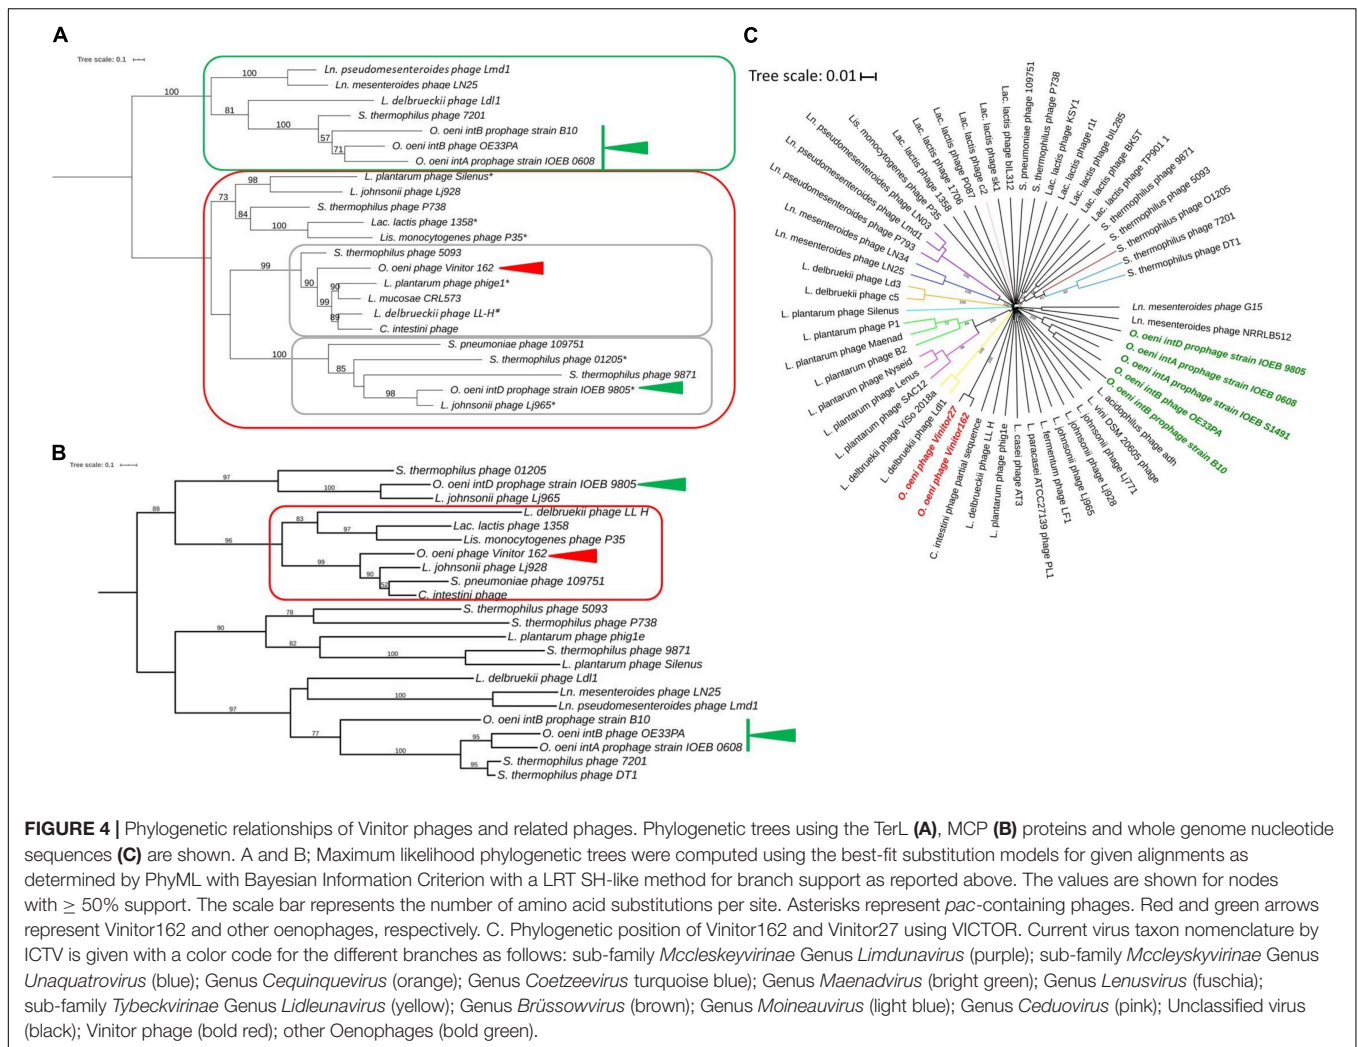 A
Tree scale: 0.1
100
100
Ln. pseudomesenteroides phage Lmd1
Ln. mesenteroides phage LN25
81
L. delbrueckii phage Ldl1
100
S. thermophilus phage 7201
57
O. oeni intB prophage strain B10
71
O. oeni intB phage OE33PA
O. oeni intA prophage strain IOEB 0608
73
98
L. plantarum phage Silenus*
L. johnsonii phage Lj928
84
S. thermophilus phage P738
100
Lac. lactis phage 1358*
Lis. monocytogenes phage P35*
99
S. thermophilus phage 5093
90
O. oeni phage Vinitor 162
90
L. plantarum phage phige1*
99
L. mucosae CRL573
89
L. delbrueckii phage LL-H*
C. intestini phage
100
S. pneumoniae phage 109751
85
S. thermophilus phage 01205*
S. thermophilus phage 9871
98
O. oeni intD prophage strain IOEB 9805*
L. johnsonii phage Lj965*
B
Tree scale: 0.1
89
97
S. thermophilus phage 01205
100
O. oeni intD prophage strain IOEB 9805
L. johnsonii phage Lj965
96
83
L. delbruekii phage LL H
97
Lac. lactis phage 1358
Lis. monocytogenes phage P35
99
O. oeni phage Vinitor 162
90
L. johnsonii phage Lj928
52
S. pneumoniae phage 109751
C. intestini phage
90
78
S. thermophilus phage 5093
S. thermophilus phage P738
82
L. plantarum phage phig1e
100
S. thermophilus phage 9871
L. plantarum phage Silenus
97
L. delbruekii phage Ldl1
100
Ln. mesenteroides phage LN25
Ln. pseudomesenteroides phage Lmd1
77
O. oeni intB prophage strain B10
100
95
O. oeni intB phage OE33PA
O. oeni intA prophage strain IOEB 0608
95
S. thermophilus phage 7201
S. thermophilus phage DT1
C
Tree scale: 0.01
C. intestini phage partial sequence
O. oeni phage Vinitor162
O. oeni phage Vinitor27
L. delbruekii phage Ldl1
L. delbruekii phage ViSo 2018a
L. plantarum phage SAC12
L. plantarum phage Lenus
L. plantarum phage Nyseid
L. plantarum phage B2
L. plantarum phage Maenad
L. plantarum phage P1
L. plantarum phage Silenus
L. delbruekii phage c5
L. delbruekii phage Ld3
Ln. mesenteroides phage LN25
Ln. mesenteroides phage LN34
Ln. pseudomesenteroides phage P793
Ln. pseudomesenteroides phage Lmd1
Ln. pseudomesenteroides phage LN03
Lis. monocytogenes phage P35
Lac. lactis phage 1358
Lac. lactis phage 1706
Lac. lactis phage P087
Lac. lactis phage c2
Lac. lactis phage sk1
Lac. lactis phage bIL312
S. pneumoniae phage 109751
S. thermophilus phage P738
Lac. lactis phage KSY1
Lac. lactis phage r1t
Lac. lactis phage bIL285
Lac. lactis phage BK5T
Lac. lactis phage TP901 1
S. thermophilus phage 9871
S. thermophilus phage 5093
S. thermophilus phage O1205
S. thermophilus phage 7201
S. thermophilus phage DT1
Ln. mesenteroides phage G15
Ln. mesenteroides phage NRRLB512
O. oeni intD prophage strain IOEB 9805
O. oeni intA prophage strain IOEB 0608
O. oeni intA prophage strain IOEB S1491
O. oeni intB phage OE33PA
O. oeni intB prophage strain B10
L. acidophilus phage adh
L. vini DSM 20605 phage
L. johnsonii phage Lj771
L. johnsonii phage Lj928
L. johnsonii phage Lj965
L. fermentum phage LF1
L. paracasei ATCC27139 phage PL1
L. casei phage AT3
L. plantarum phage phig1e
L. delbrueckii phage LL H
FIGURE 4 | Phylogenetic relationships of Vinitor phages and related phages. Phylogenetic trees using the TerL (A), MCP (B) proteins and whole genome nucleotide
sequences (C) are shown. A and B; Maximum likelihood phylogenetic trees were computed using the best-fit substitution models for given alignments as
determined by PhyML with Bayesian Information Criterion with a LRT SH-like method for branch support as reported above. The values are shown for nodes
with ≥ 50% support. The scale bar represents the number of amino acid substitutions per site. Asterisks represent pac-containing phages. Red and green arrows
represent Vinitor162 and other oenophages, respectively. C. Phylogenetic position of Vinitor162 and Vinitor27 using VICTOR. Current virus taxon nomenclature by
ICTV is given with a color code for the different branches as follows: sub-family Mccleskeyvirinae Genus Limdunavirus (purple); sub-family Mccleyskyvirinae Genus
Unaquatrovirus (blue); Genus Cequinquevirus (orange); Genus Coetzeevirus turquoise blue); Genus Maenadvirus (bright green); Genus Lenusvirus (fuschia);
sub-family Tybeckvirinae Genus Lidleunavirus (yellow); Genus Brüssowvirus (brown); Genus Moineauvirus (light blue); Genus Ceduovirus (pink); Unclassified virus
(black); Vinitor phage (bold red); other Oenophages (bold green).